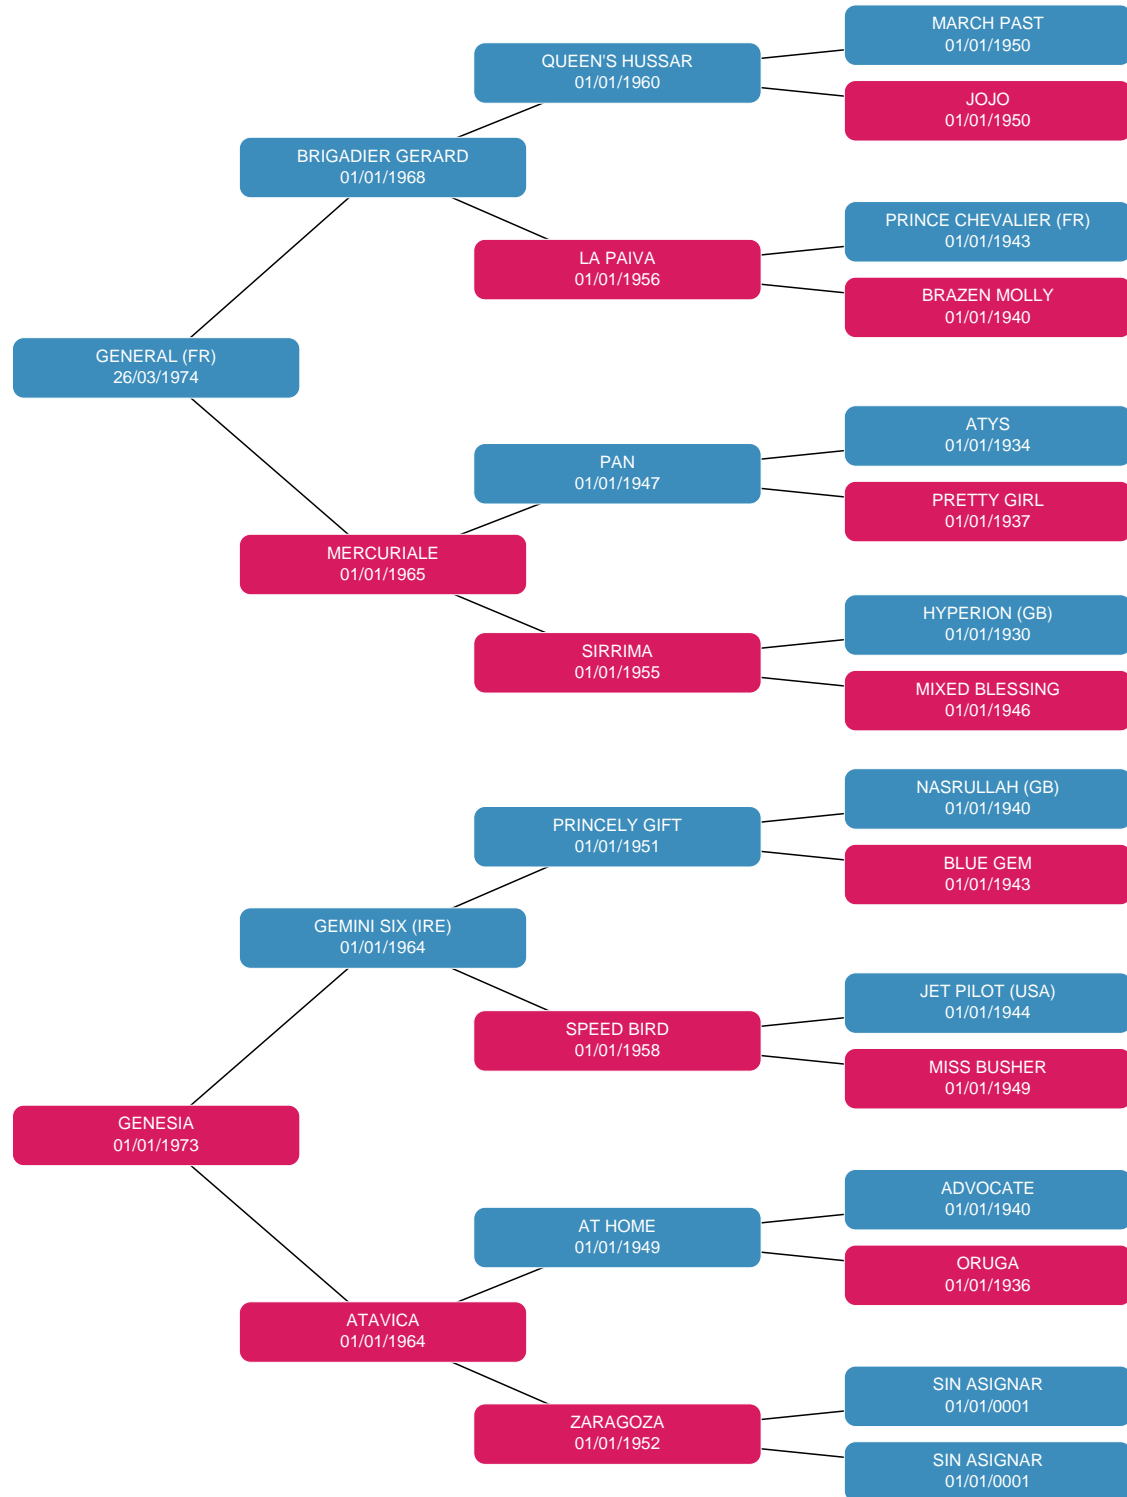 MARCH PAST
01/01/1950
QUEEN'S HUSSAR
01/01/1960
JOJO
01/01/1950
BRIGADIER GERARD
01/01/1968
PRINCE CHEVALIER (FR)
01/01/1943
LA PAIVA
01/01/1956
BRAZEN MOLLY
01/01/1940
GENERAL (FR)
26/03/1974
ATYS
01/01/1934
PAN
01/01/1947
PRETTY GIRL
01/01/1937
MERCURIALE
01/01/1965
HYPERION (GB)
01/01/1930
SIRRIMA
01/01/1955
MIXED BLESSING
01/01/1946
NASRULLAH (GB)
01/01/1940
PRINCELY GIFT
01/01/1951
BLUE GEM
01/01/1943
GEMINI SIX (IRE)
01/01/1964
JET PILOT (USA)
01/01/1944
SPEED BIRD
01/01/1958
MISS BUSHER
01/01/1949
GENESIA
01/01/1973
ADVOCATE
01/01/1940
AT HOME
01/01/1949
ORUGA
01/01/1936
ATAVICA
01/01/1964
SIN ASIGNAR
01/01/0001
ZARAGOZA
01/01/1952
SIN ASIGNAR
01/01/0001